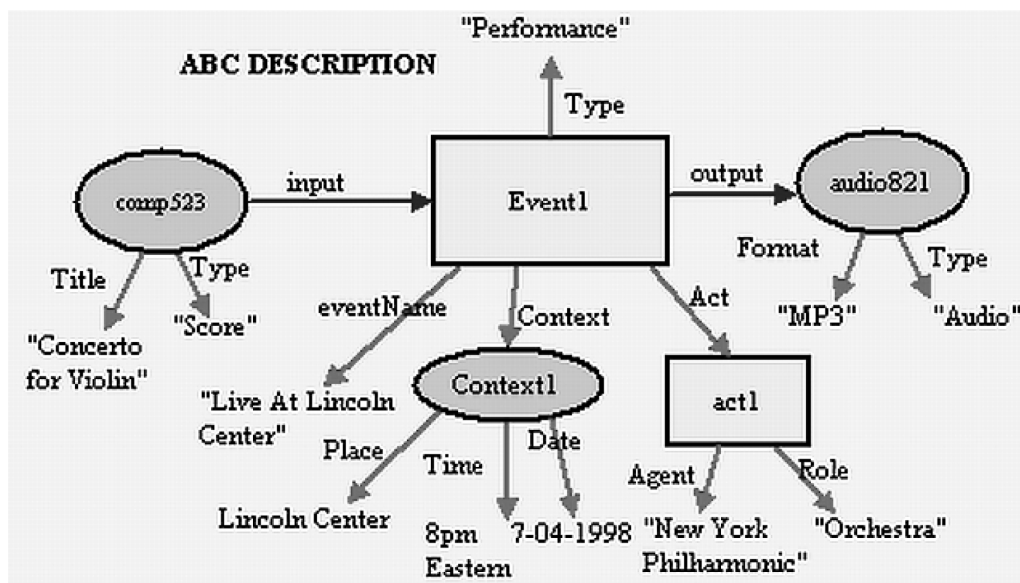 "Performance"
ABC DESCRIPTION
Type
comp523
input
Event1
output
audio821
Title
Type
eventName
Context
Act
Format
Type
"Concerto
for Violin"
"Score"
"MP3"
"Audio"
"Live At Lincoln
Center"
Context1
act1
Place
Time
Date
Agent
Role
Lincoln Center
8pm
Eastern
7-04-1998
"New York
Philharmonic"
"Orchestra"